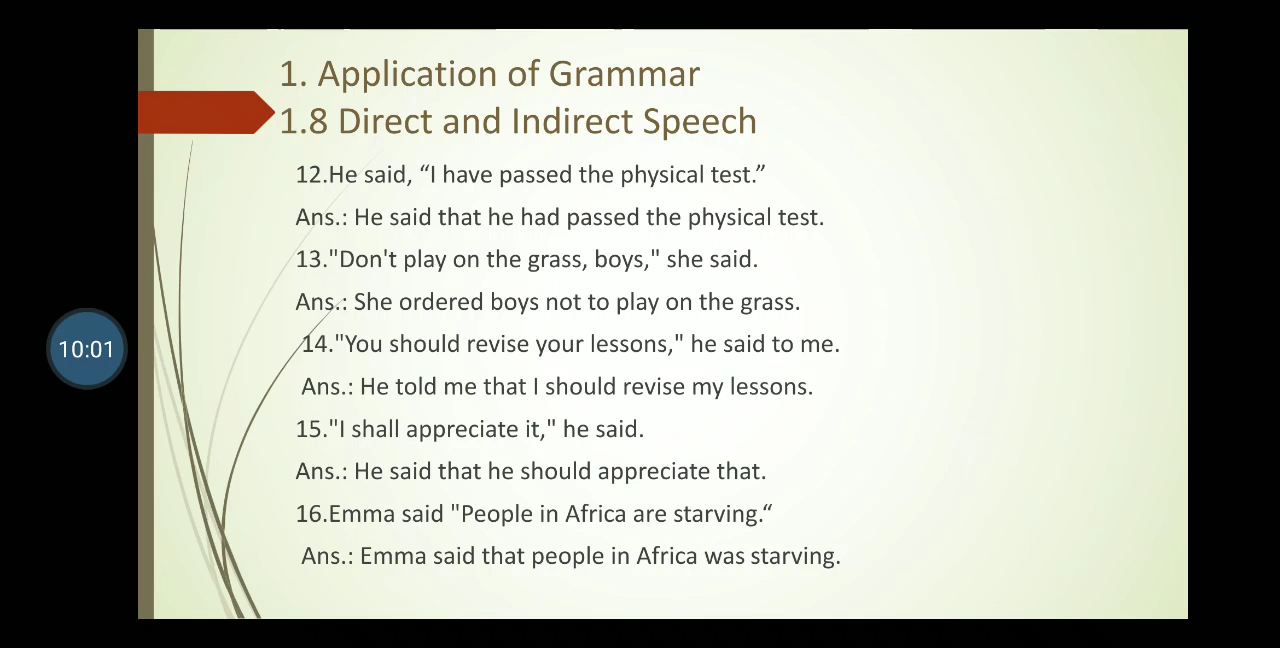 1. Application of Grammar
1.8 Direct and Indirect Speech
12.He said, “I have passed the physical test.”
Ans.: He said that he had passed the physical test.
13."Don't play on the grass, boys," she said.
Ans.: She ordered boys not to play on the grass.
14."You should revise your lessons," he said to me.
Ans.: He told me that I should revise my lessons.
10:01
15."I shall appreciate it," he said.
Ans.: He said that he should appreciate that.
16.Emma said "People in Africa are starving.“
Ans.: Emma said that people in Africa was starving.